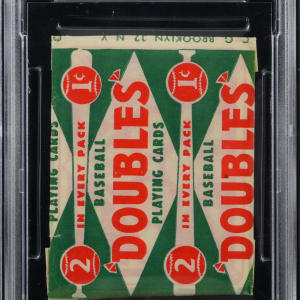 C.G. BROOKLYN 32 N.Y
1¢
2 IN EVERY PACK
BASEBALL
DOUBLES
PLAYING CARDS
1¢
2 IN EVERY PACK
BASEBALL
DOUBLES
PLAYING CARDS